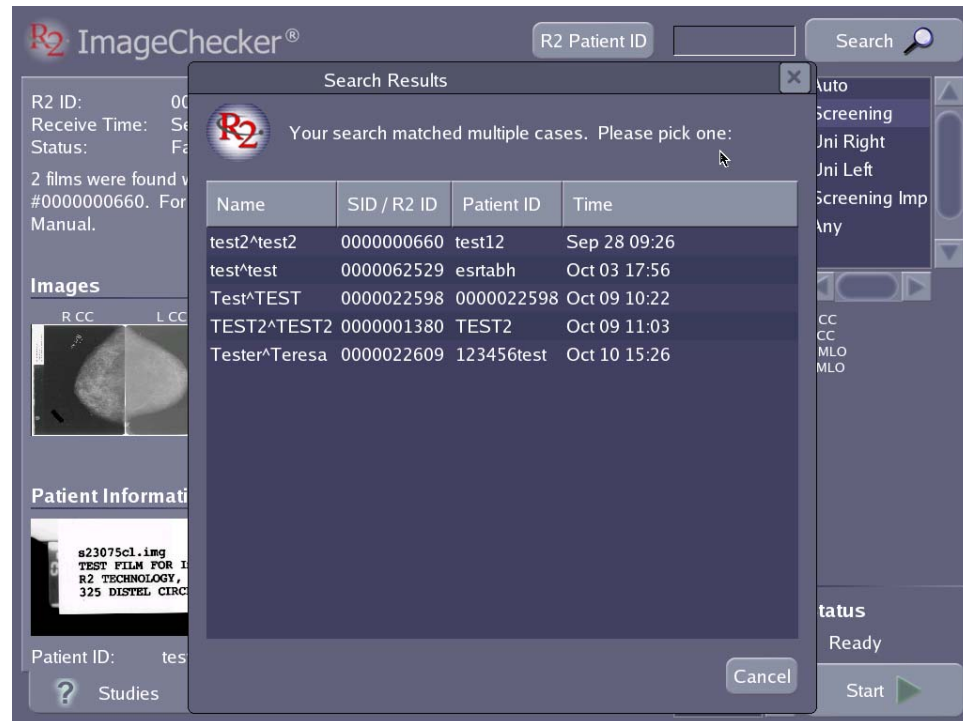 R2 ImageChecker®
R2 Patient ID
Search
R2 ID: 00
Receive Time: Se
Status: Fa
2 films were found w
#0000000660. For
Manual.
Images
R CC L CC
Patient Informati
s23075cl.img
TEST FILM FOR I
R2 TECHNOLOGY,
325 DISTEL CIRC
Patient ID: tes
? Studies
Search Results
R2
Your search matched multiple cases. Please pick one:
Name SID / R2 ID Patient ID Time
test2^test2 0000000660 test12 Sep 28 09:26
test^test 0000062529 esrtabh Oct 03 17:56
Test^TEST 0000022598 0000022598 Oct 09 10:22
TEST2^TEST2 0000001380 TEST2 Oct 09 11:03
Tester^Teresa 0000022609 123456test Oct 10 15:26
Cancel
Auto
Screening
Uni Right
Uni Left
Screening Imp
Any
CC
CC
MLO
MLO
tatus
Ready
Start